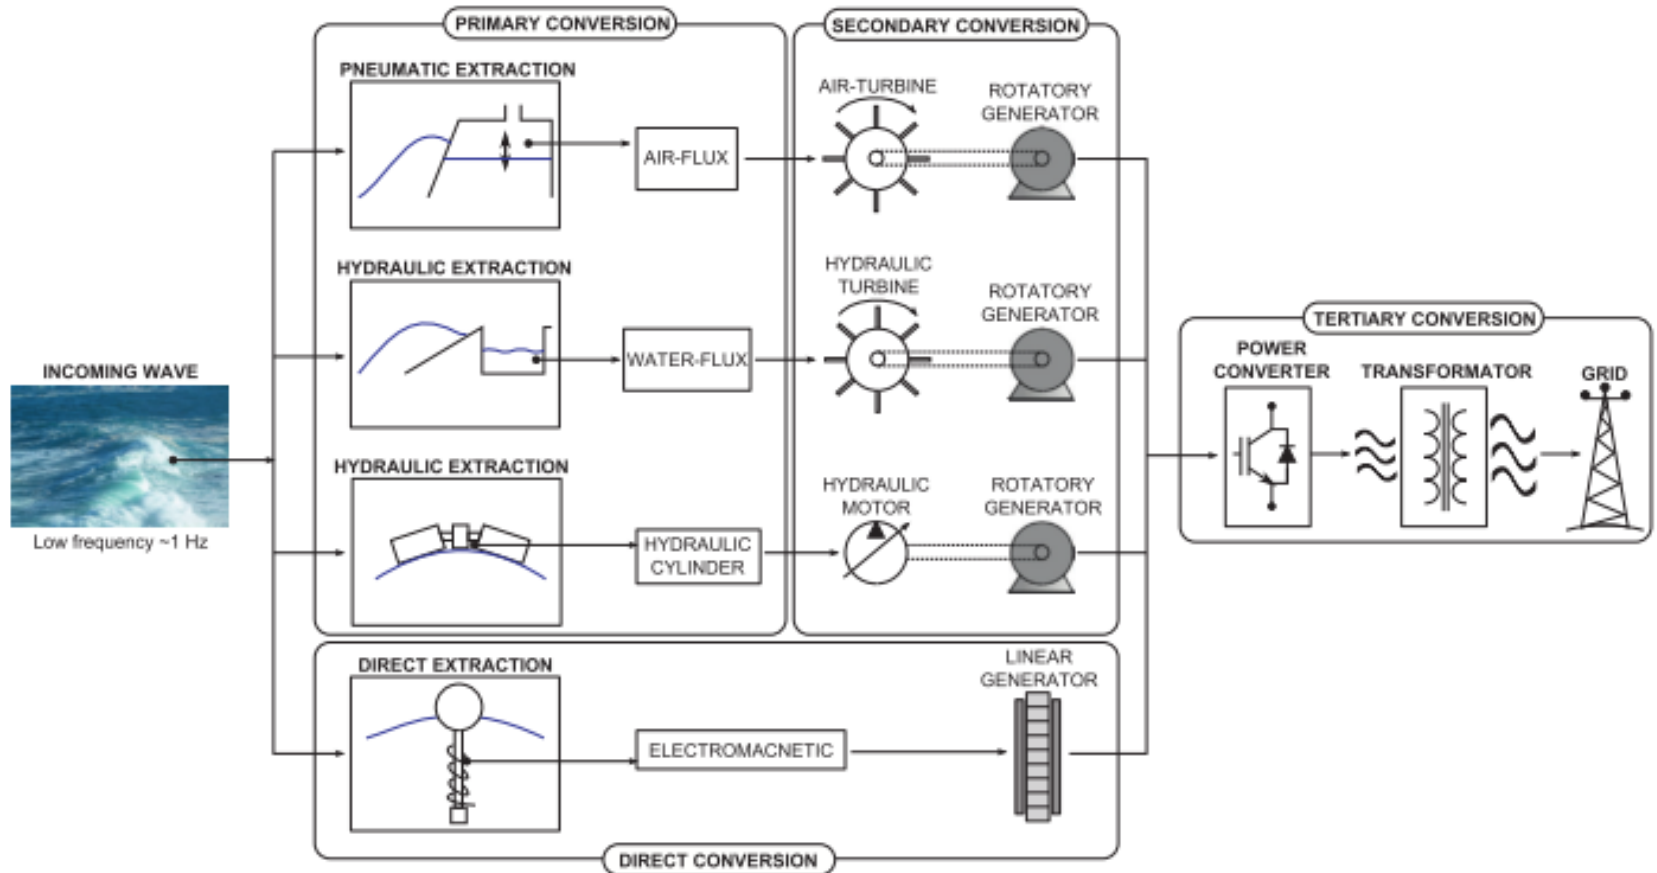 PRIMARY CONVERSION
SECONDARY CONVERSION
PNEUMATIC EXTRACTION
AIR-FLUX
AIR-TURBINE
ROTATORY
GENERATOR
HYDRAULIC EXTRACTION
WATER-FLUX
HYDRAULIC
TURBINE
ROTATORY
GENERATOR
INCOMING WAVE
Low frequency ~1 Hz
HYDRAULIC EXTRACTION
HYDRAULIC
CYLINDER
HYDRAULIC
MOTOR
ROTATORY
GENERATOR
DIRECT EXTRACTION
ELECTROMACNETIC
LINEAR
GENERATOR
DIRECT CONVERSION
TERTIARY CONVERSION
POWER
CONVERTER
TRANSFORMATOR
GRID